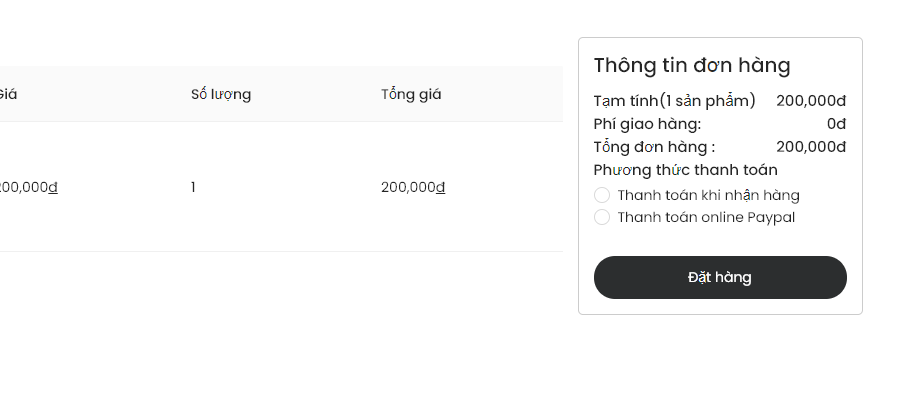 Giá Số lượng Tổng giá
200,000đ 1 200,000đ
Thông tin đơn hàng
Tạm tính(1 sản phẩm) 200,000đ
Phí giao hàng: 0đ
Tổng đơn hàng : 200,000đ
Phương thức thanh toán
Thanh toán khi nhận hàng
Thanh toán online Paypal
Đặt hàng